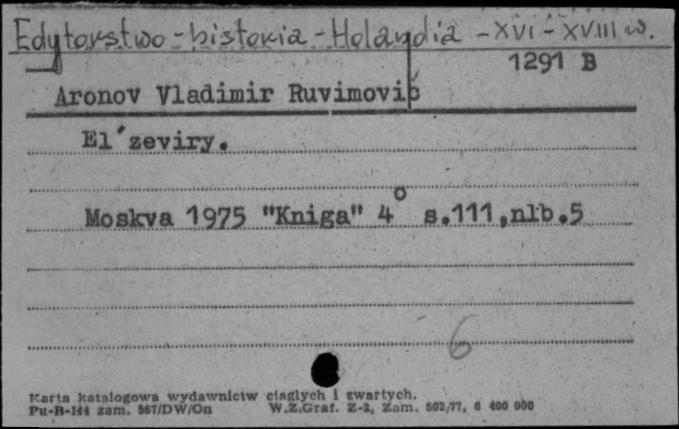 Edytorstwo - historia - Holandia - XVI - XVIII w.
1291 B
Aronov Vladimir Ruvimovič
El´zeviry.
Moskva 1975 "Kniga" 4° s.111,nlb.5
6
Karta katalogowa wydawnictw ciągłych i zwartych.
Pu-B-144 zam. 567/DW/On W.Z.Graf. Z-2, Zam. 502/77, 6 400 000